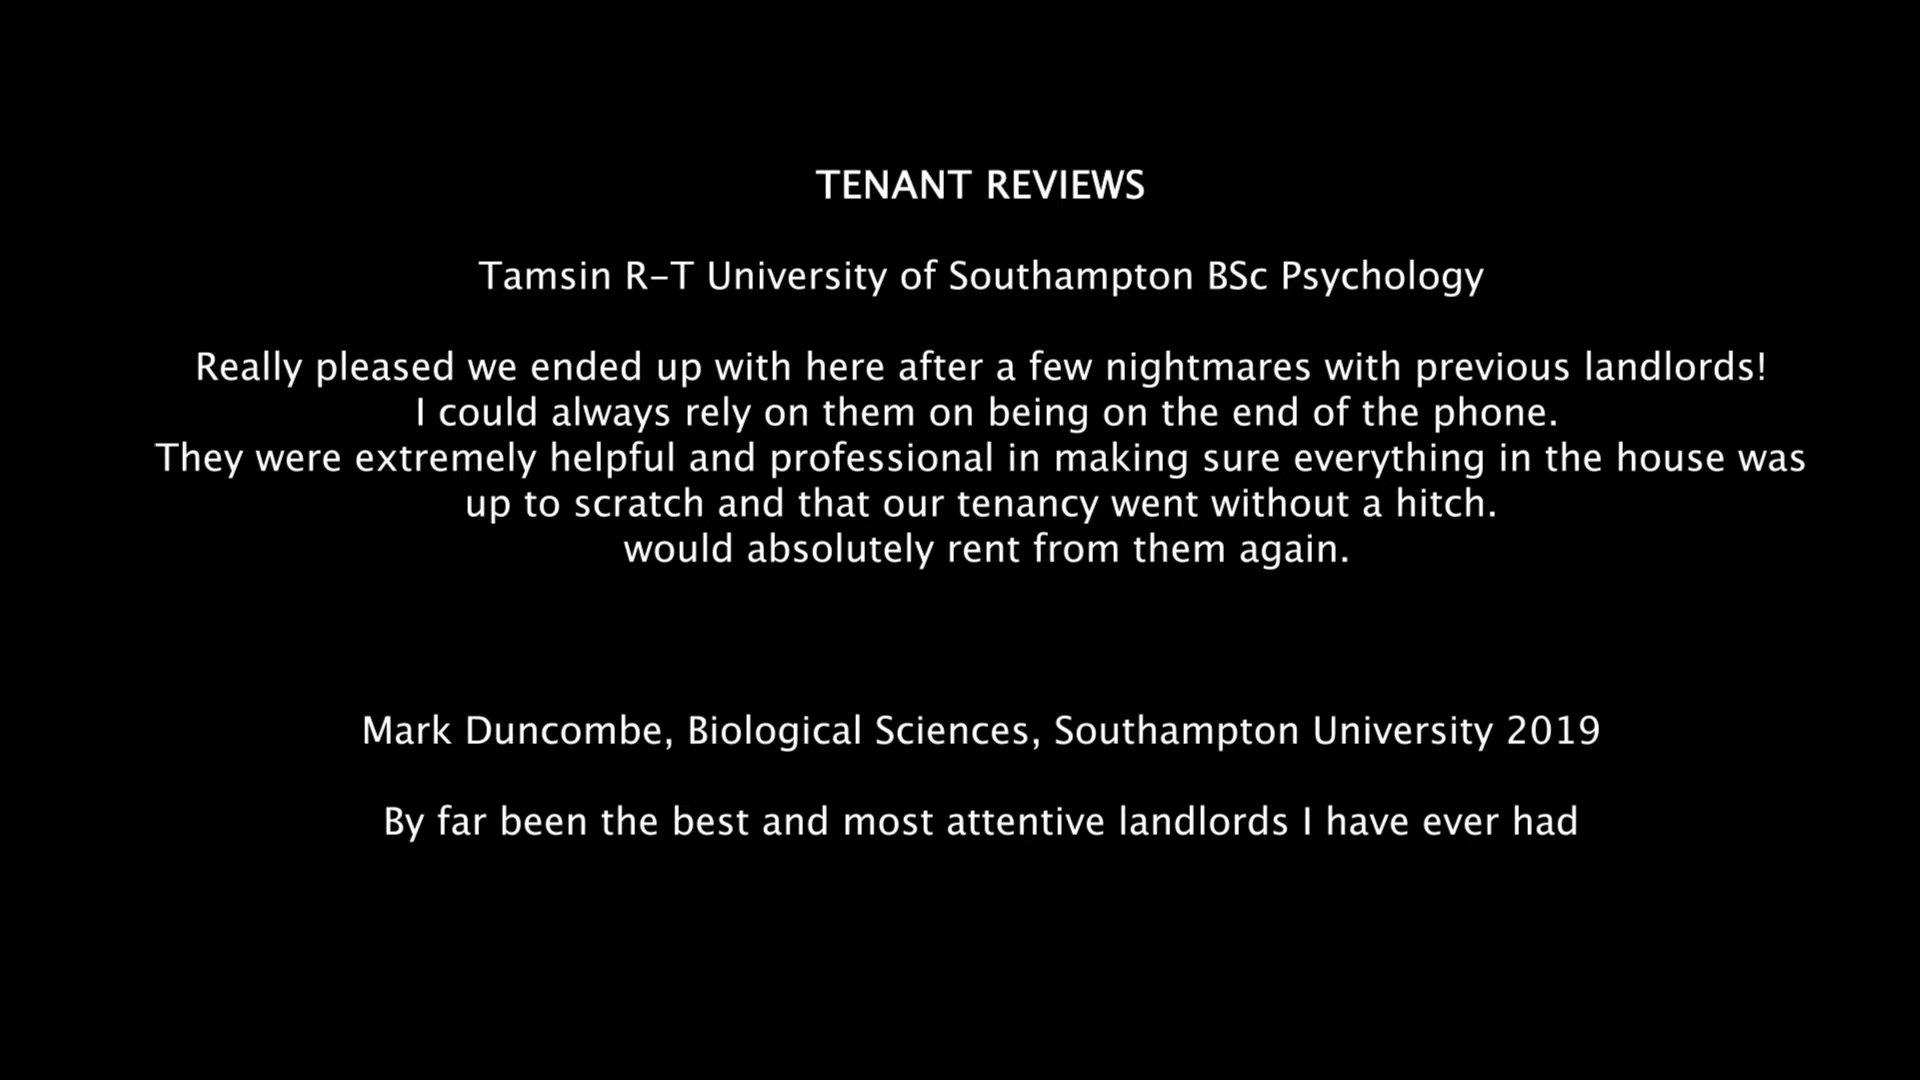 TENANT REVIEWS
Tamsin R-T University of Southampton BSc Psychology
Really pleased we ended up with here after a few nightmares with previous landlords!
I could always rely on them on being on the end of the phone.
They were extremely helpful and professional in making sure everything in the house was
up to scratch and that our tenancy went without a hitch.
would absolutely rent from them again.
Mark Duncombe, Biological Sciences, Southampton University 2019
By far been the best and most attentive landlords I have ever had